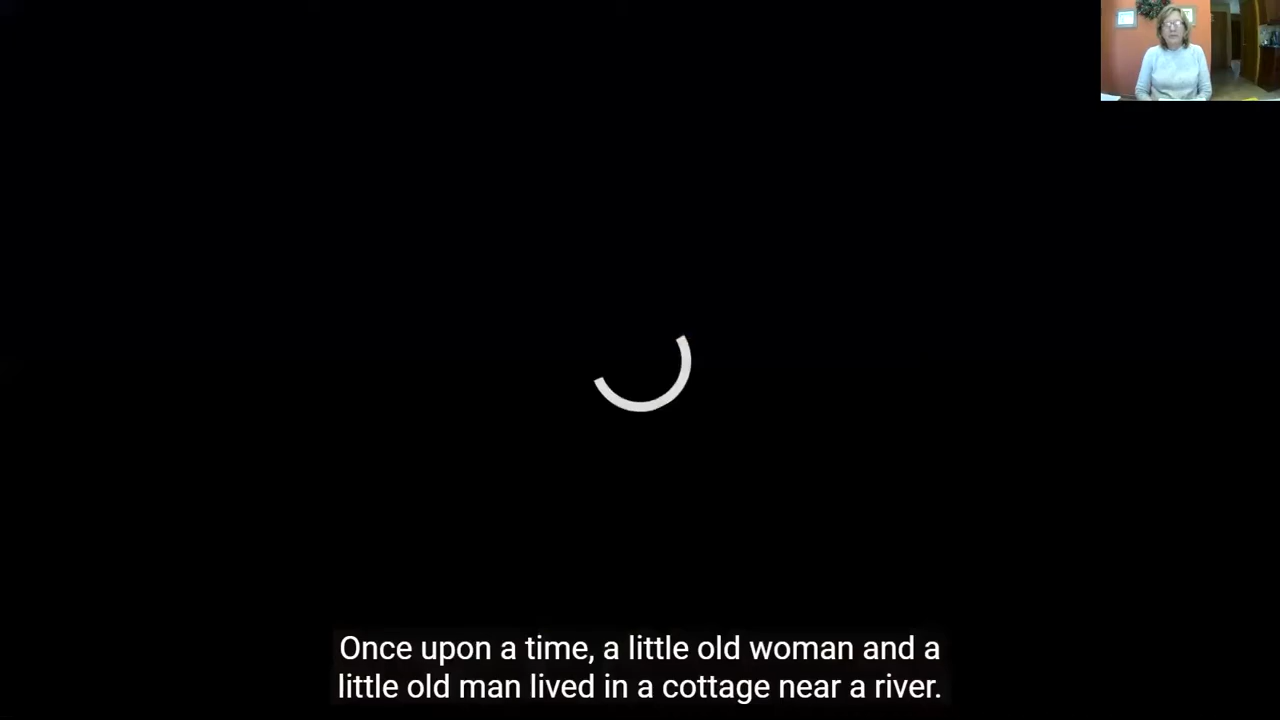 Once upon a time, a little old woman and a
little old man lived in a cottage near a river.